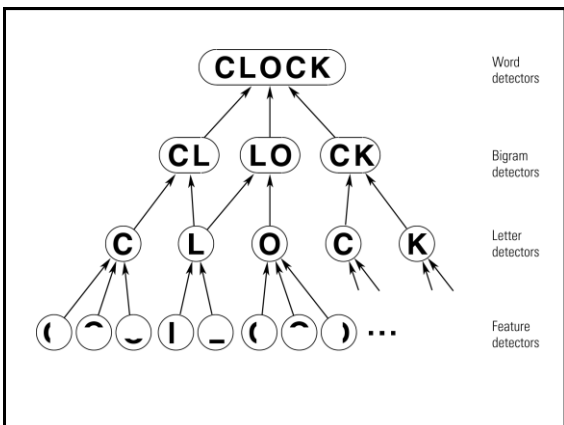 CLOCK
Word
detectors
CL LO CK
Bigram
detectors
C L O C K
Letter
detectors
...
Feature
detectors